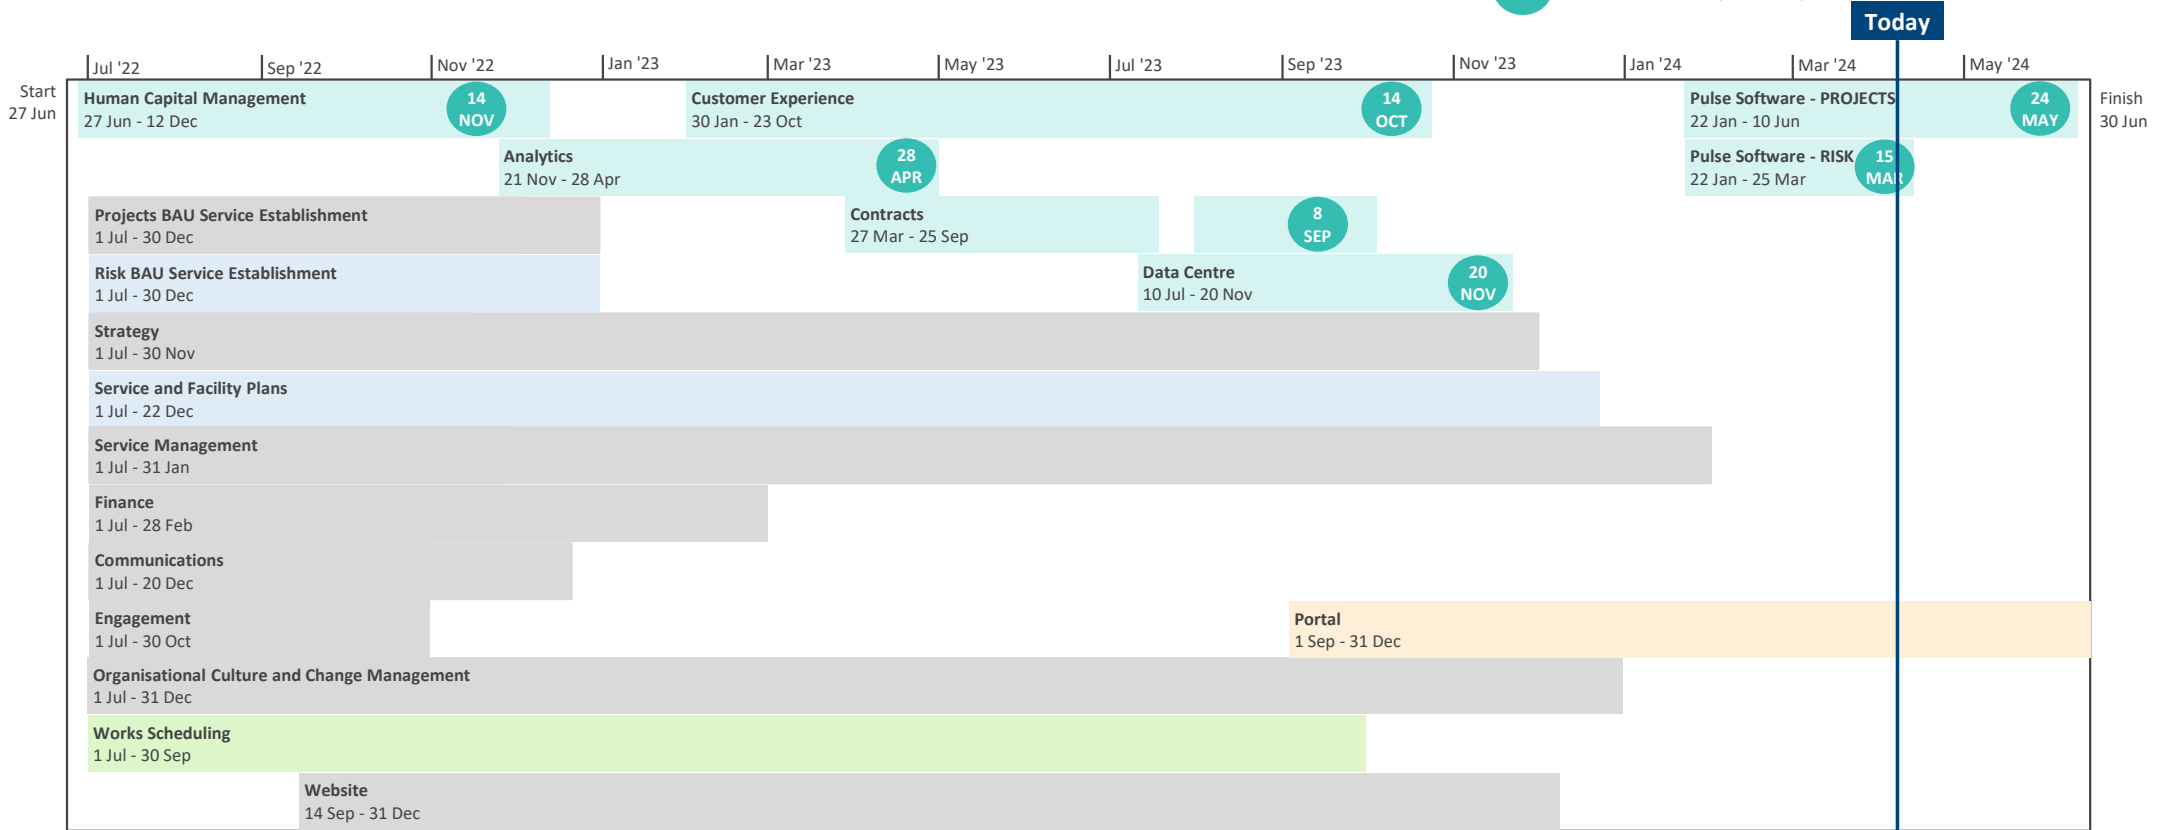 Today
Jul '22
Sep '22
Nov '22
Jan '23
Mar '23
May '23
Jul '23
Sep '23
Nov '23
Jan '24
Mar '24
May '24
Start
27 Jun
Finish
30 Jun
Human Capital Management
27 Jun - 12 Dec
14
NOV
Customer Experience
30 Jan - 23 Oct
14
OCT
Pulse Software - PROJECTS
22 Jan - 10 Jun
24
MAY
Analytics
21 Nov - 28 Apr
28
APR
Pulse Software - RISK
22 Jan - 25 Mar
15
MAR
Projects BAU Service Establishment
1 Jul - 30 Dec
Contracts
27 Mar - 25 Sep
8
SEP
Risk BAU Service Establishment
1 Jul - 30 Dec
Data Centre
10 Jul - 20 Nov
20
NOV
Strategy
1 Jul - 30 Nov
Service and Facility Plans
1 Jul - 22 Dec
Service Management
1 Jul - 31 Jan
Finance
1 Jul - 28 Feb
Communications
1 Jul - 20 Dec
Engagement
1 Jul - 30 Oct
Portal
1 Sep - 31 Dec
Organisational Culture and Change Management
1 Jul - 31 Dec
Works Scheduling
1 Jul - 30 Sep
Website
14 Sep - 31 Dec